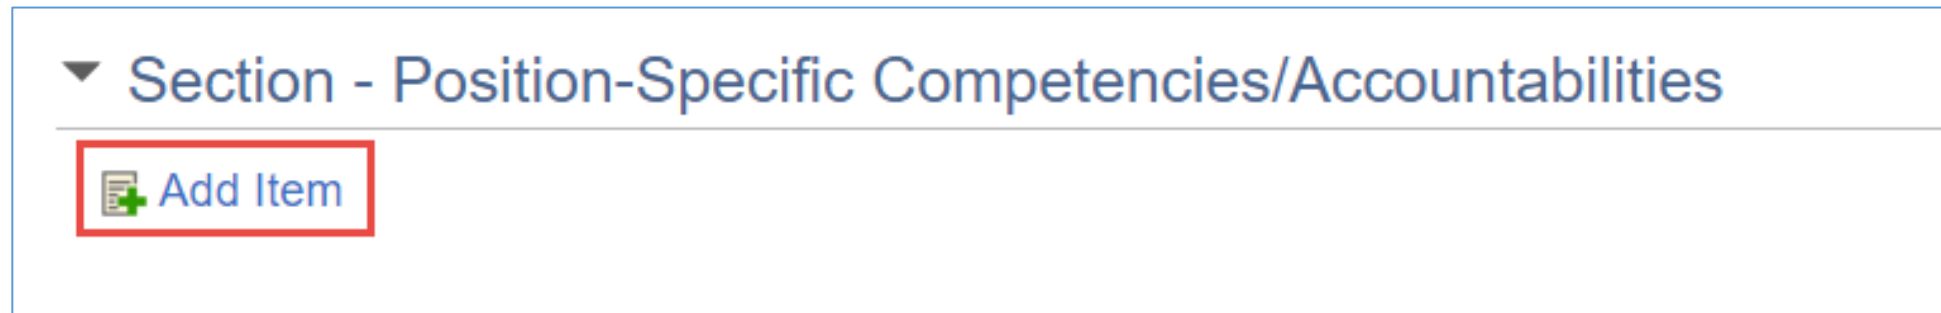 Section - Position-Specific Competencies/Accountabilities
Add Item